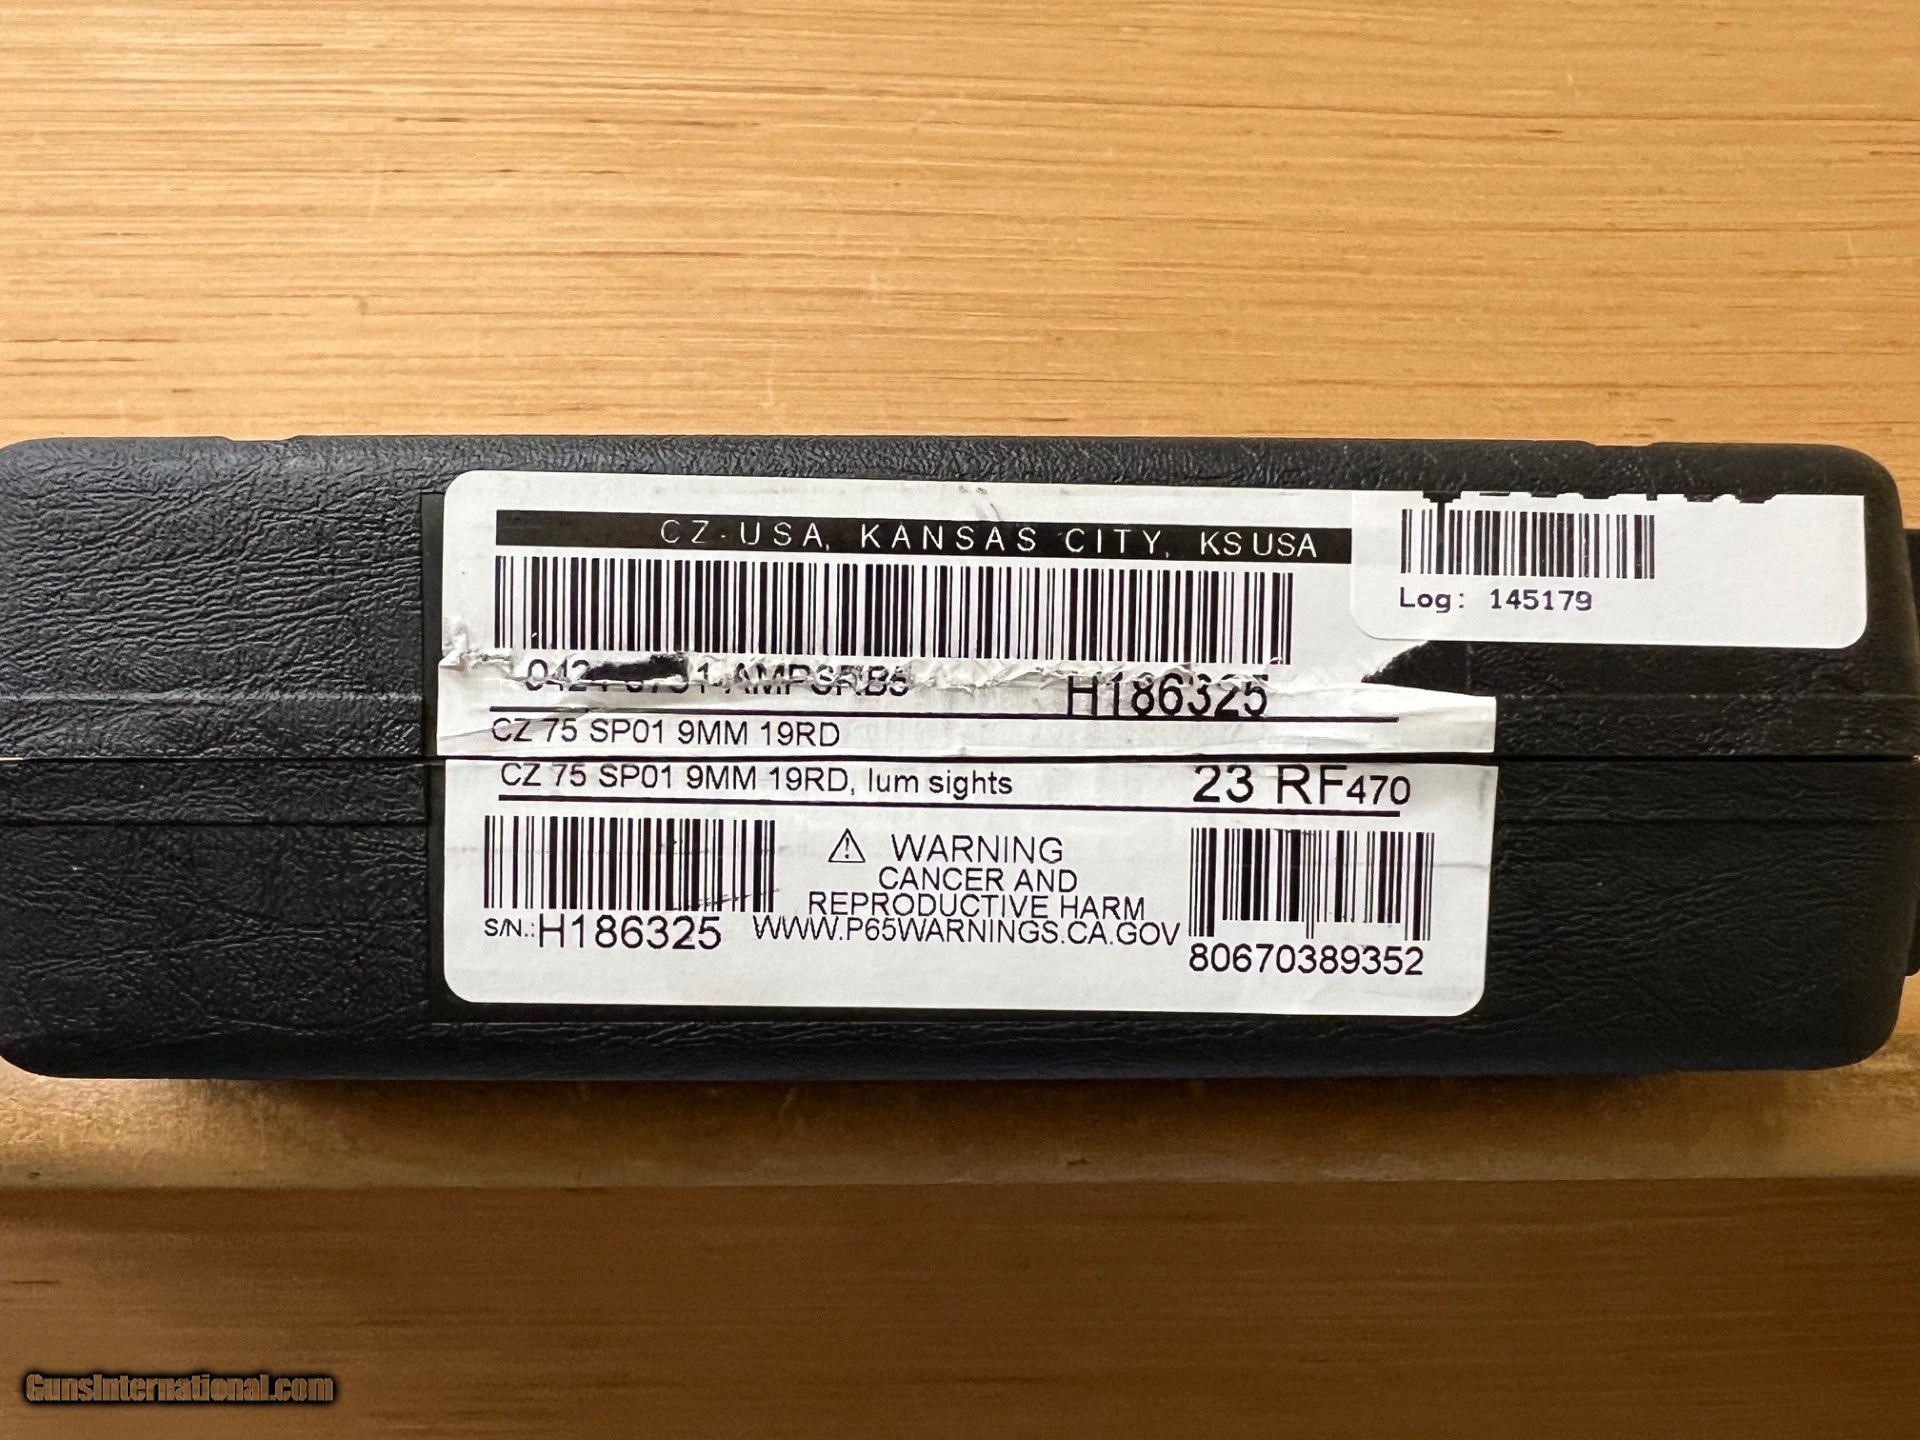 CZ-USA, KANSAS CITY, KS USA
Log: 145179
H186325
CZ 75 SP01 9MM 19RD
CZ 75 SP01 9MM 19RD, lum sights
23 RF470
WARNING
CANCER AND
REPRODUCTIVE HARM
WWW.P65WARNINGS.CA.GOV
S/N.:H186325
80670389352
GunsInternational.com